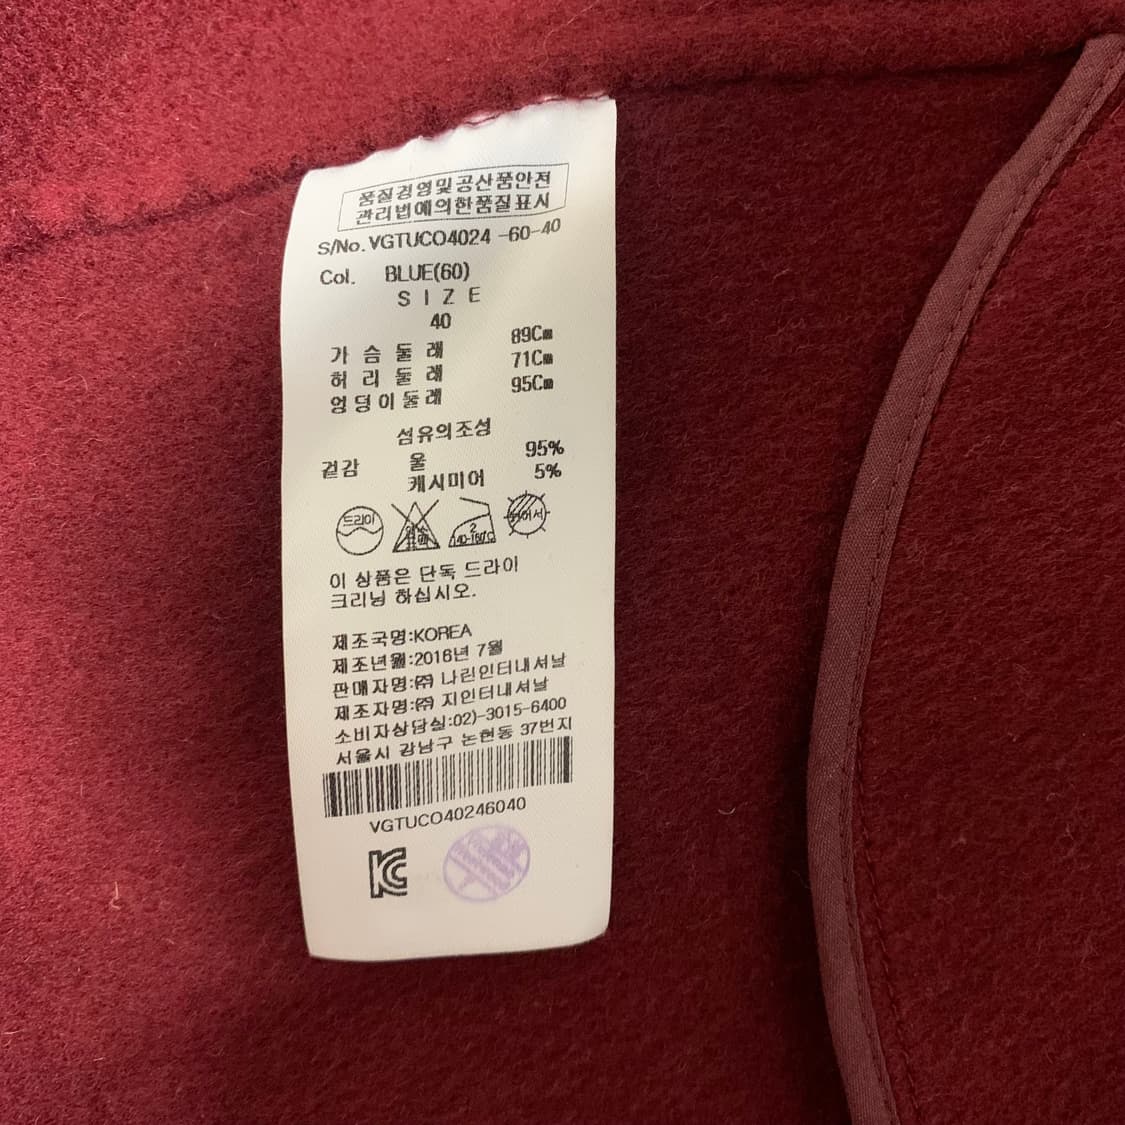 품질경영및공산품안전
관리법에의한품질표시
S/No. VGTUCO4024 -60-40
Col. BLUE(60)
SIZE
40
가슴둘레 89Cm
허리둘레 71Cm
엉덩이둘레 95Cm
섬유의조성
겉감 울 95%
캐시미어 5%
드라이
2
140-160℃
이 상품은 단독 드라이
크리닝 하십시오.
제조국명:KOREA
제조년월:2016년 7월
판매자명:㈜ 나린인터내셔날
제조자명:㈜ 지인터내셔날
소비자상담실:02)-3015-6400
서울시 강남구 논현동 37번지
VGTUCO40246040
KC